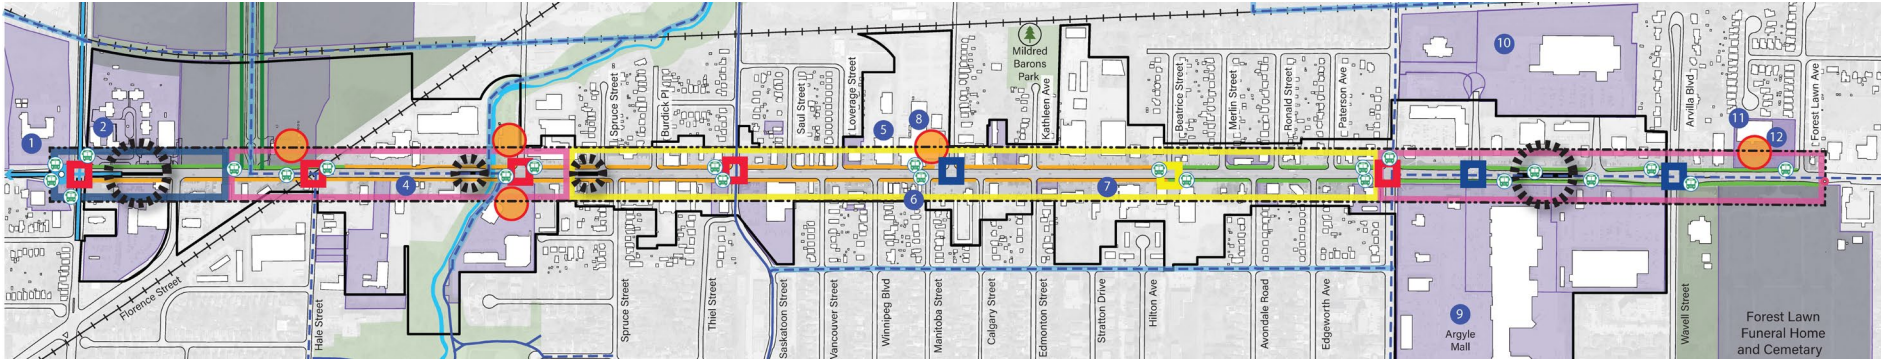 Mildred
Barons
Park
10
Spruce Street
Burdick Pl
Saul Street
Loverage Street
Kathleen Ave
Beatrice Street
Merlin Street
Ronald Street
Paterson Ave
Arvilla Blvd
Forest Lawn Ave
1
2
5
8
11
12
4
7
6
Florence Street
Hale Street
Spruce Street
Thiel Street
Saskatoon Street
Vancouver Street
Winnipeg Blvd
Manitoba Street
Calgary Street
Edmonton Street
Stratton Drive
Hilton Ave
Avondale Road
Edgeworth Ave
9
Argyle
Mall
Wavell Street
Forest Lawn
Funeral Home
and Cemetary